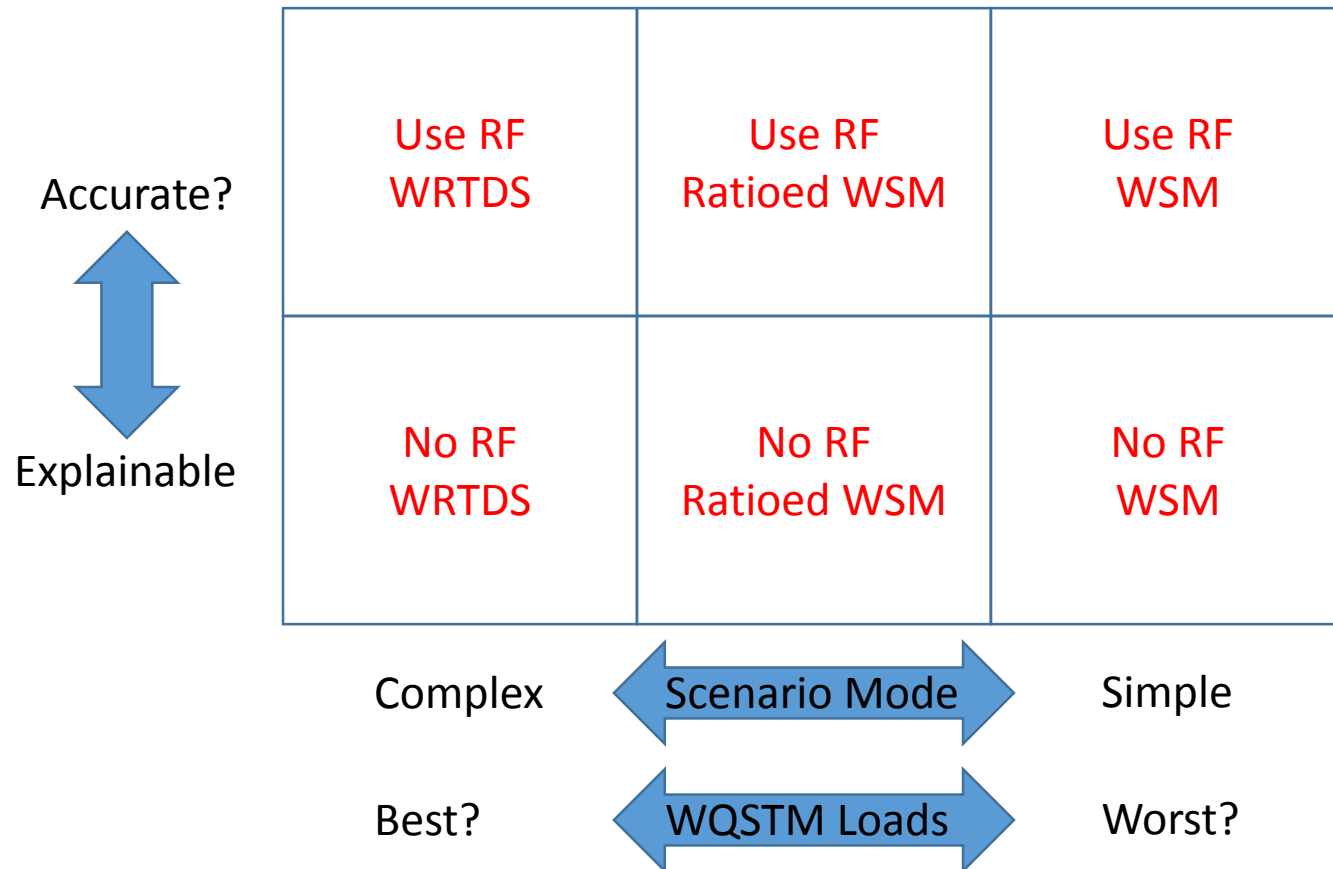 Use RF
WRTDS
Use RF
Ratioed WSM
Use RF
WSM
Accurate?
Explainable
No RF
WRTDS
No RF
Ratioed WSM
No RF
WSM
Complex
Scenario Mode
Simple
Best?
WQSTM Loads
Worst?